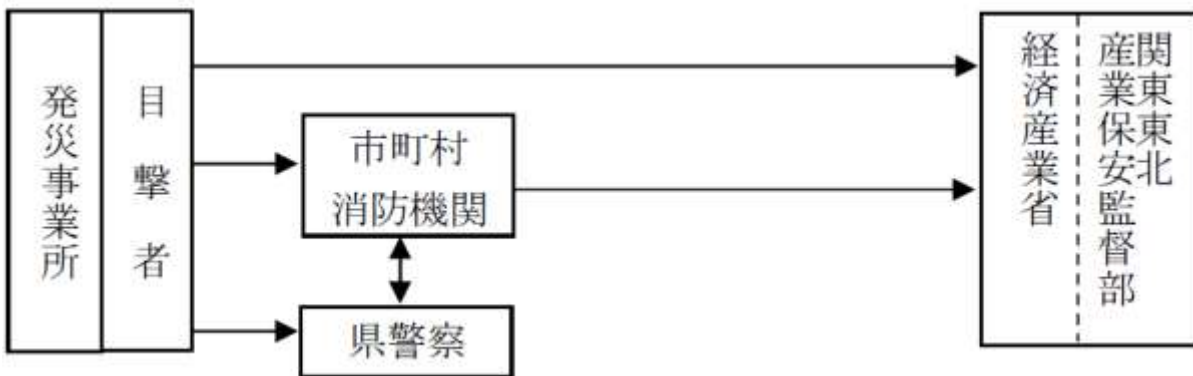 発災事業所
目撃者
市町村
消防機関
県警察
経済産業省
関東東北
産業保安監督部